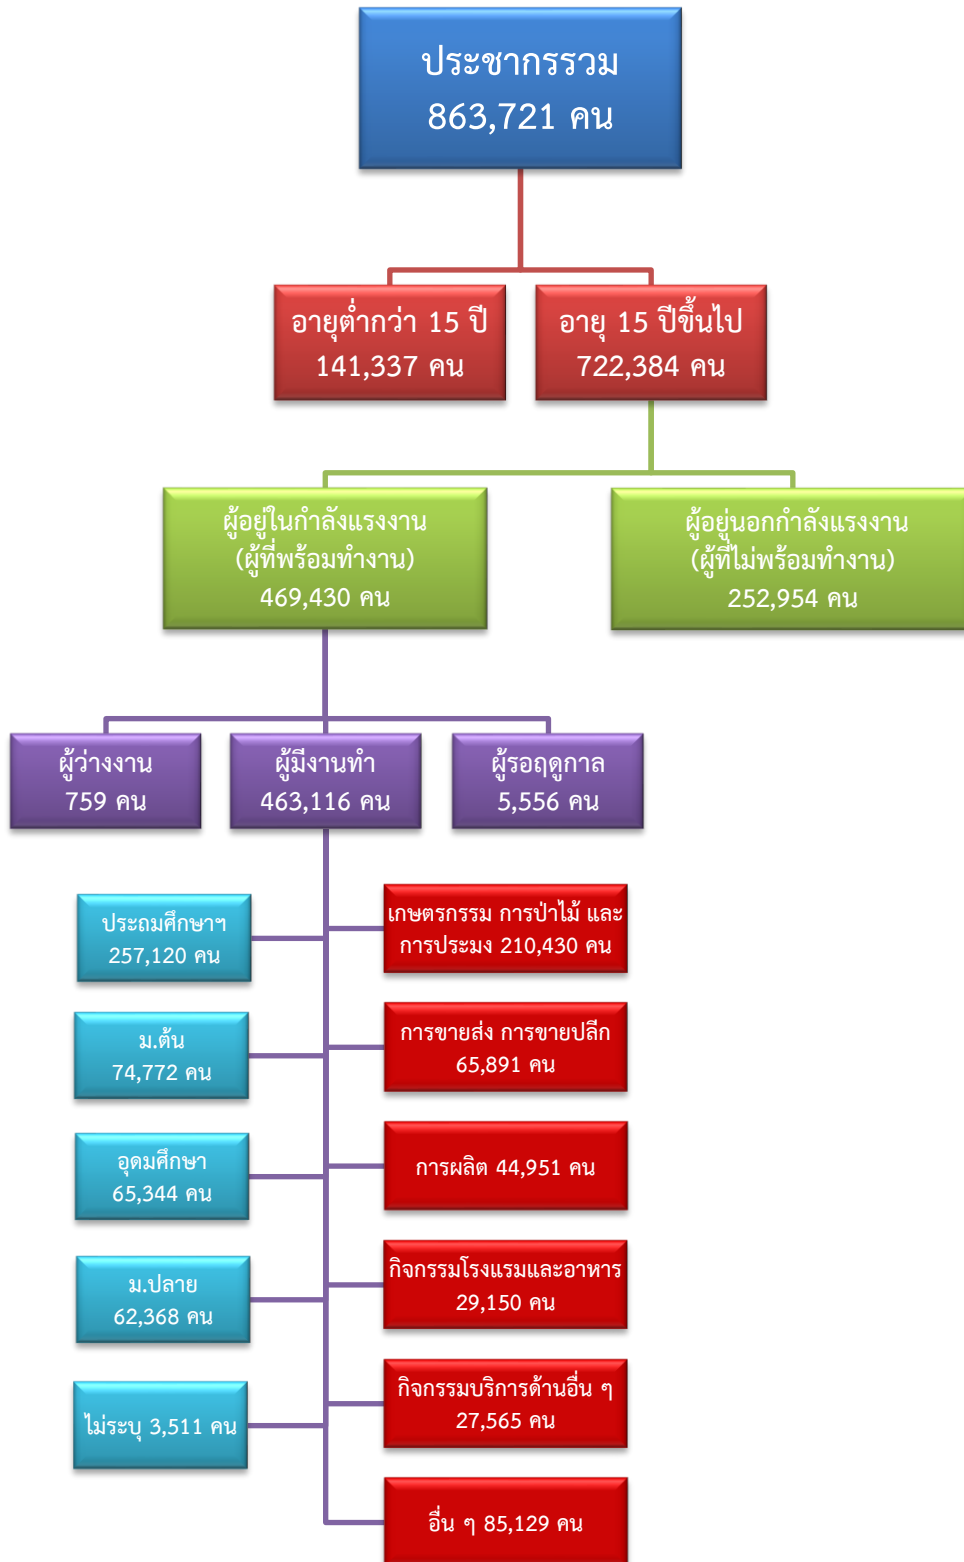 ประชากรรวม
863,721 คน
อายุต่ำกว่า 15 ปี
141,337 คน
อายุ 15 ปีขึ้นไป
722,384 คน
ผู้อยู่ในกำลังแรงงาน
(ผู้ที่พร้อมทำงาน)
469,430 คน
ผู้อยู่นอกกำลังแรงงาน
(ผู้ที่ไม่พร้อมทำงาน)
252,954 คน
ผู้ว่างงาน
759 คน
ผู้มีงานทำ
463,116 คน
ผู้รอฤดูกาล
5,556 คน
ประถมศึกษาฯ
257,120 คน
ม.ต้น
74,772 คน
อุดมศึกษา
65,344 คน
ม.ปลาย
62,368 คน
ไม่ระบุ 3,511 คน
เกษตรกรรม การป่าไม้ และ
การประมง 210,430 คน
การขายส่ง การขายปลีก
65,891 คน
การผลิต 44,951 คน
กิจกรรมโรงแรมและอาหาร
29,150 คน
กิจกรรมบริการด้านอื่น ๆ
27,565 คน
อื่น ๆ 85,129 คน